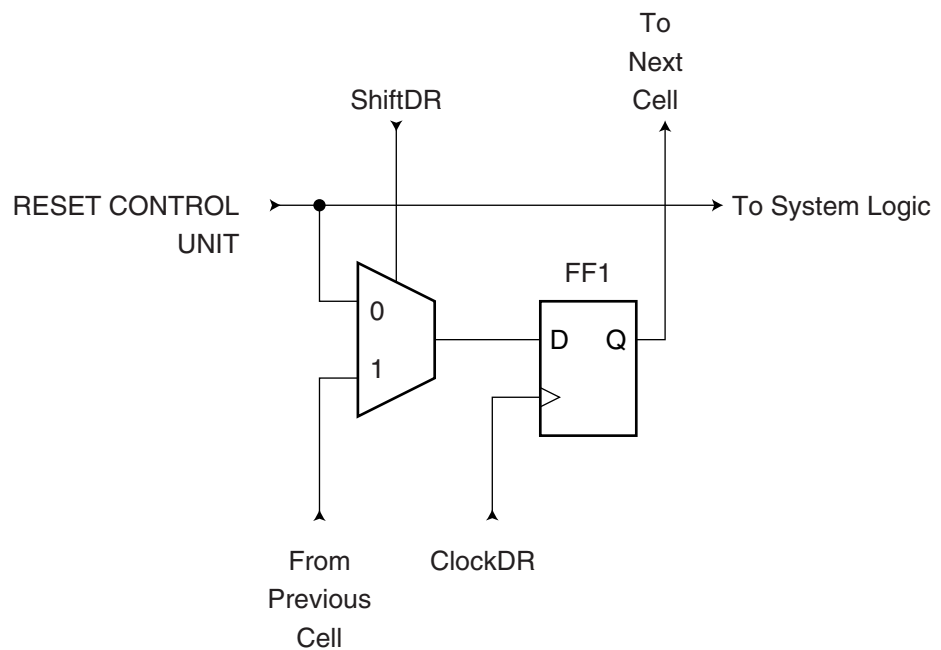 To
Next
Cell
ShiftDR
RESET CONTROL
UNIT
To System Logic
FF1
0
1
D Q
From
Previous
Cell
ClockDR